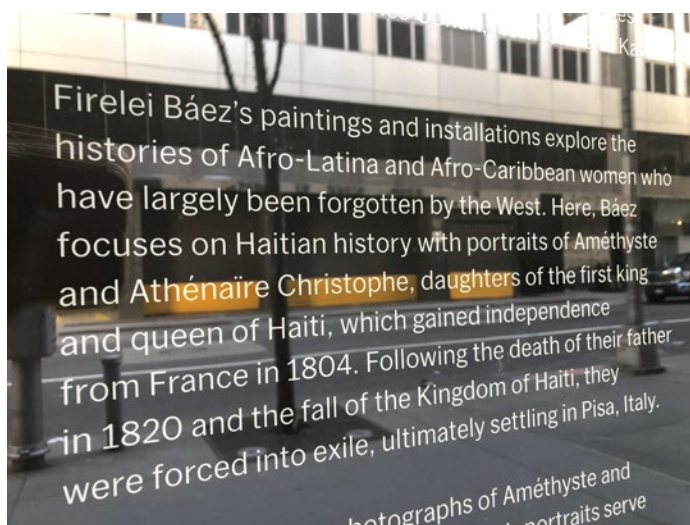 Firelei Báez's paintings and installations explore the
histories of Afro-Latina and Afro-Caribbean women who
have largely been forgotten by the West. Here, Báez
focuses on Haitian history with portraits of Améthyste
and Athénaïre Christophe, daughters of the first king
and queen of Haiti, which gained independence
from France in 1804. Following the death of their father
in 1820 and the fall of the Kingdom of Haiti, they
were forced into exile, ultimately settling in Pisa, Italy.
photographs of Améthyste and
portraits serve